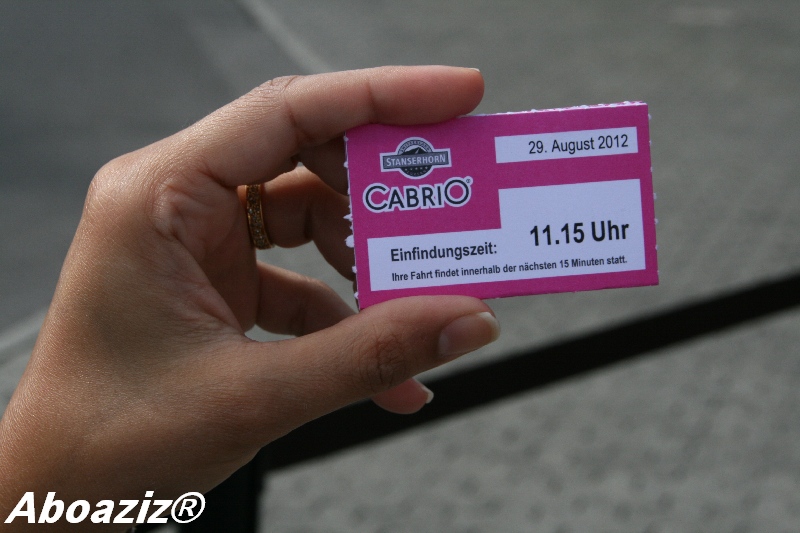 STANSERHORN
CABRIO®
29. August 2012
Einfindungszeit: 11.15 Uhr
Ihre Fahrt findet innerhalb der nächsten 15 Minuten statt.
Aboaziz®